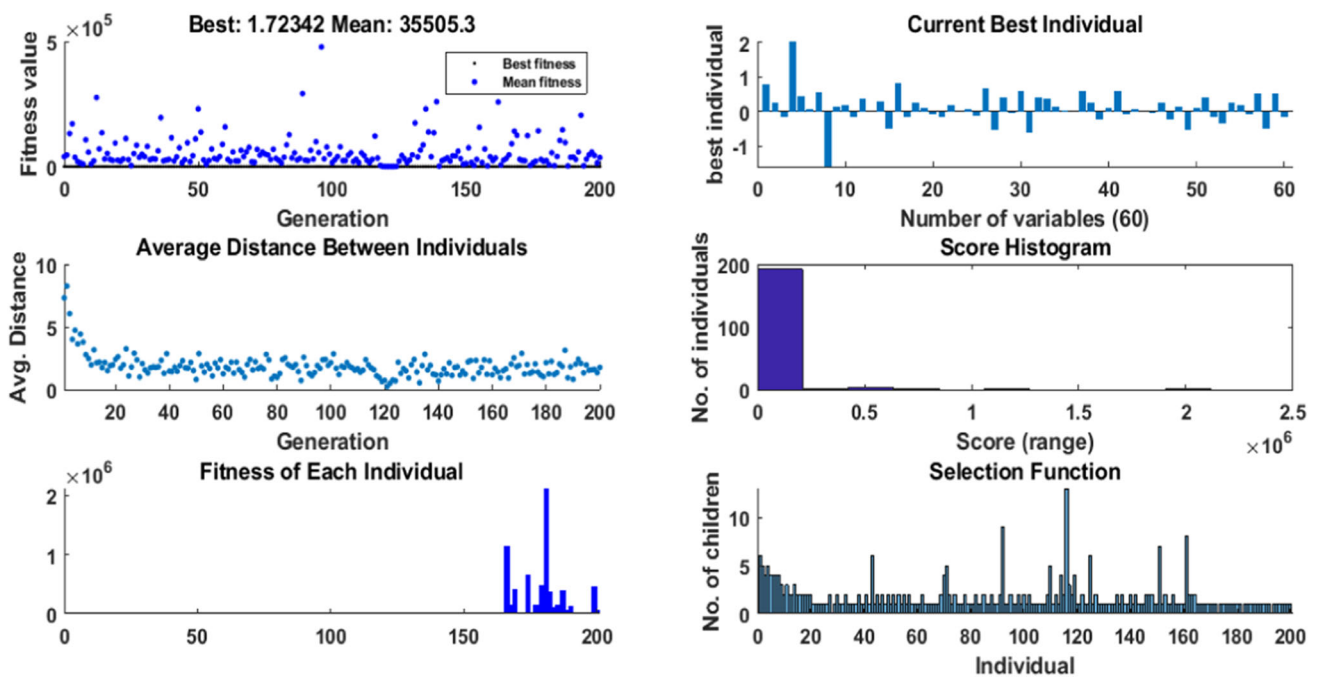 Best: 1.72342 Mean: 35505.3
×10^5
Fitness value
5
0
Best fitness
Mean fitness
0 50 100 150 200
Generation
Current Best Individual
best individual
2
1
0
-1
0 10 20 30 40 50 60
Number of variables (60)
Average Distance Between Individuals
Avg. Distance
10
5
0
20 40 60 80 100 120 140 160 180 200
Generation
Score Histogram
No. of individuals
200
100
0
0 0.5 1 1.5 2 2.5
Score (range)
×10^6
Fitness of Each Individual
×10^6
2
1
0
0 50 100 150 200
Selection Function
No. of children
10
5
0
0 20 40 60 80 100 120 140 160 180 200
Individual